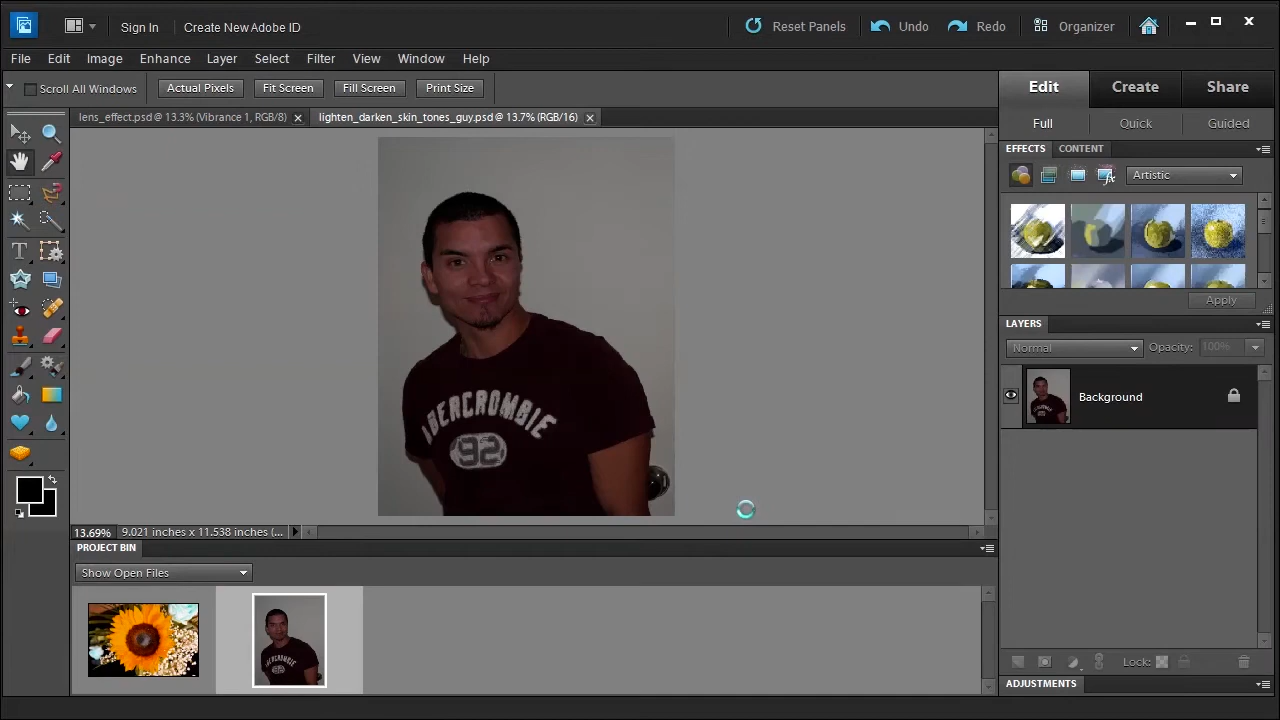 Sign In
Create New Adobe ID
Reset Panels
Undo
Redo
Organizer
File Edit Image Enhance Layer Select Filter View Window Help
Scroll All Windows
Actual Pixels
Fit Screen
Fill Screen
Print Size
Edit
Create
Share
lens_effect.psd @ 13.3% (Vibrance 1, RGB/8)
lighten_darken_skin_tones_guy.psd @ 13.7% (RGB/16)
Full
Quick
Guided
EFFECTS
CONTENT
Artistic
Apply
LAYERS
Normal
Opacity: 100%
Background
ABERCROMBIE
92
13.69%
9.021 inches x 11.538 inches (...
PROJECT BIN
Show Open Files
Lock:
ADJUSTMENTS